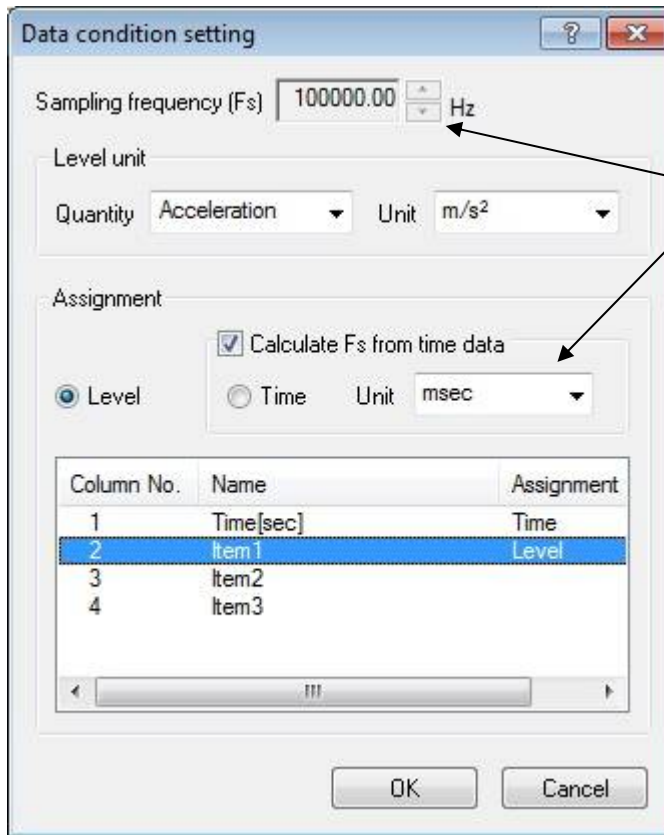 Data condition setting
Sampling frequency (Fs) 100000.00 Hz
Level unit
Quantity Acceleration Unit m/s²
Assignment
Calculate Fs from time data
Level Time Unit msec
Column No. Name Assignment
1 Time[sec] Time
2 Item1 Level
3 Item2
4 Item3
OK Cancel